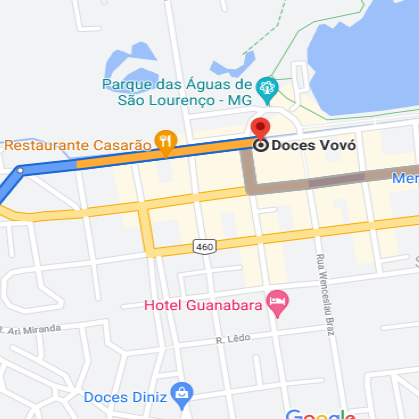 Parque das Águas de
São Lourenço - MG
Restaurante Casarão
Doces Vovó
Mer
460
Rua Wenceslau Braz
S
Hotel Guanabara
R. Ari Miranda
R. Lêdo
Doces Diniz
Google